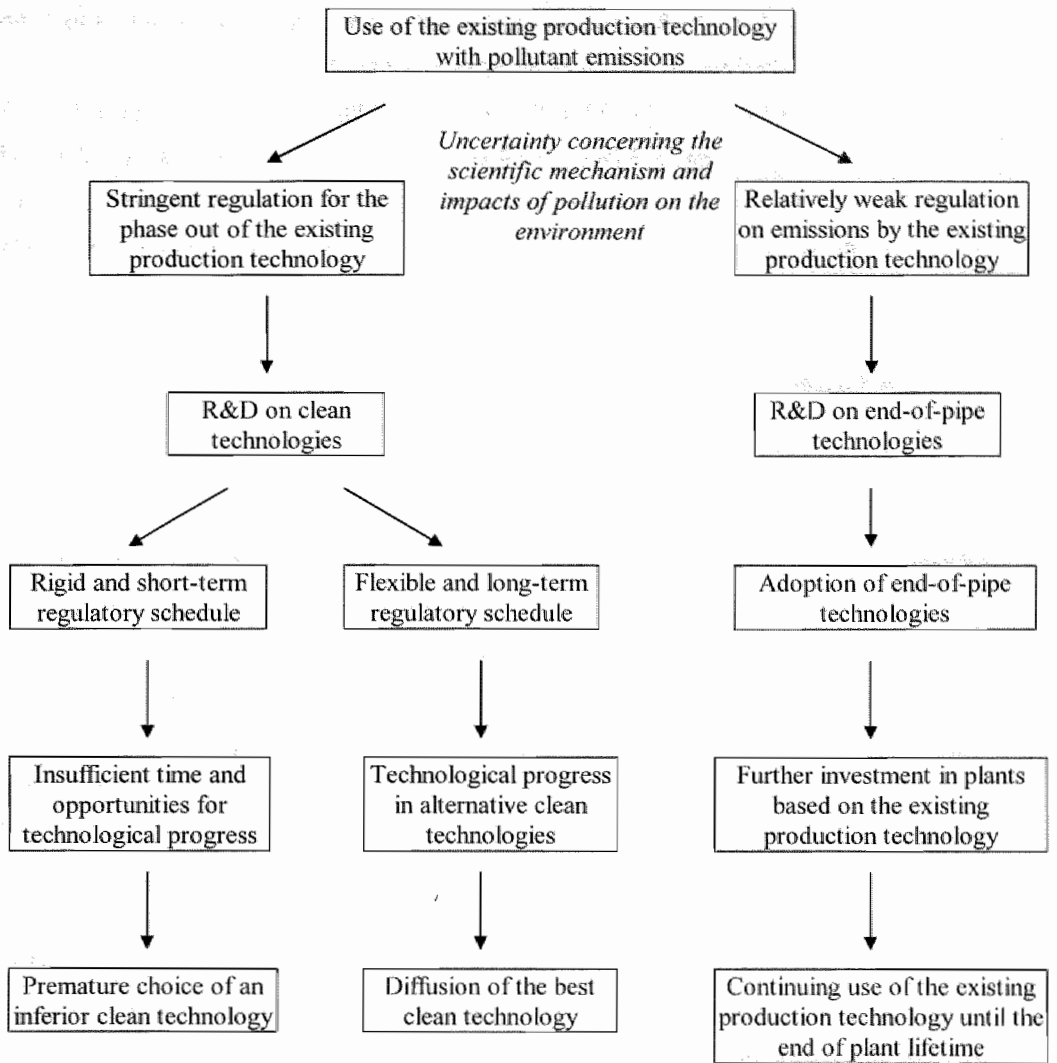 Use of the existing production technology
with pollutant emissions
Uncertainty concerning the
scientific mechanism and
impacts of pollution on the
environment
Stringent regulation for the
phase out of the existing
production technology
Relatively weak regulation
on emissions by the existing
production technology
R&D on clean
technologies
R&D on end-of-pipe
technologies
Rigid and short-term
regulatory schedule
Flexible and long-term
regulatory schedule
Adoption of end-of-pipe
technologies
Insufficient time and
opportunities for
technological progress
Technological progress
in alternative clean
technologies
Further investment in plants
based on the existing
production technology
Premature choice of an
inferior clean technology
Diffusion of the best
clean technology
Continuing use of the existing
production technology until the
end of plant lifetime